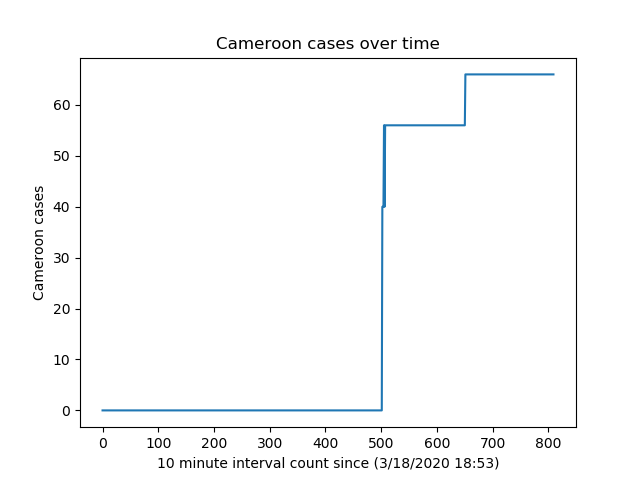 Cameroon cases over time
60
50
40
30
20
10
0
Cameroon cases
0 100 200 300 400 500 600 700 800
10 minute interval count since (3/18/2020 18:53)